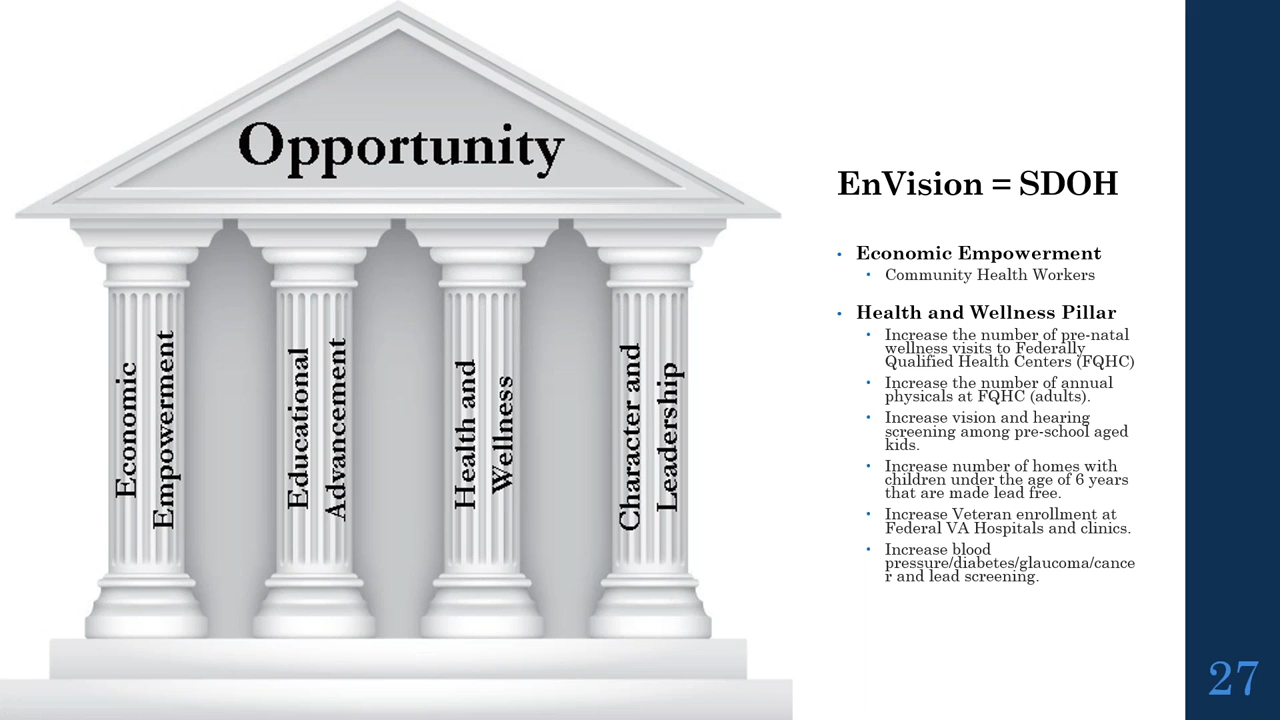 Opportunity
Economic
Empowerment
Educational
Advancement
Health and
Wellness
Character and
Leadership
EnVision = SDOH
• Economic Empowerment
• Community Health Workers
• Health and Wellness Pillar
• Increase the number of pre-natal
wellness visits to Federally
Qualified Health Centers (FQHC)
• Increase the number of annual
physicals at FQHC (adults).
• Increase vision and hearing
screening among pre-school aged
kids.
• Increase number of homes with
children under the age of 6 years
that are made lead free.
• Increase Veteran enrollment at
Federal VA Hospitals and clinics.
• Increase blood
pressure/diabetes/glaucoma/cance
r and lead screening.
27